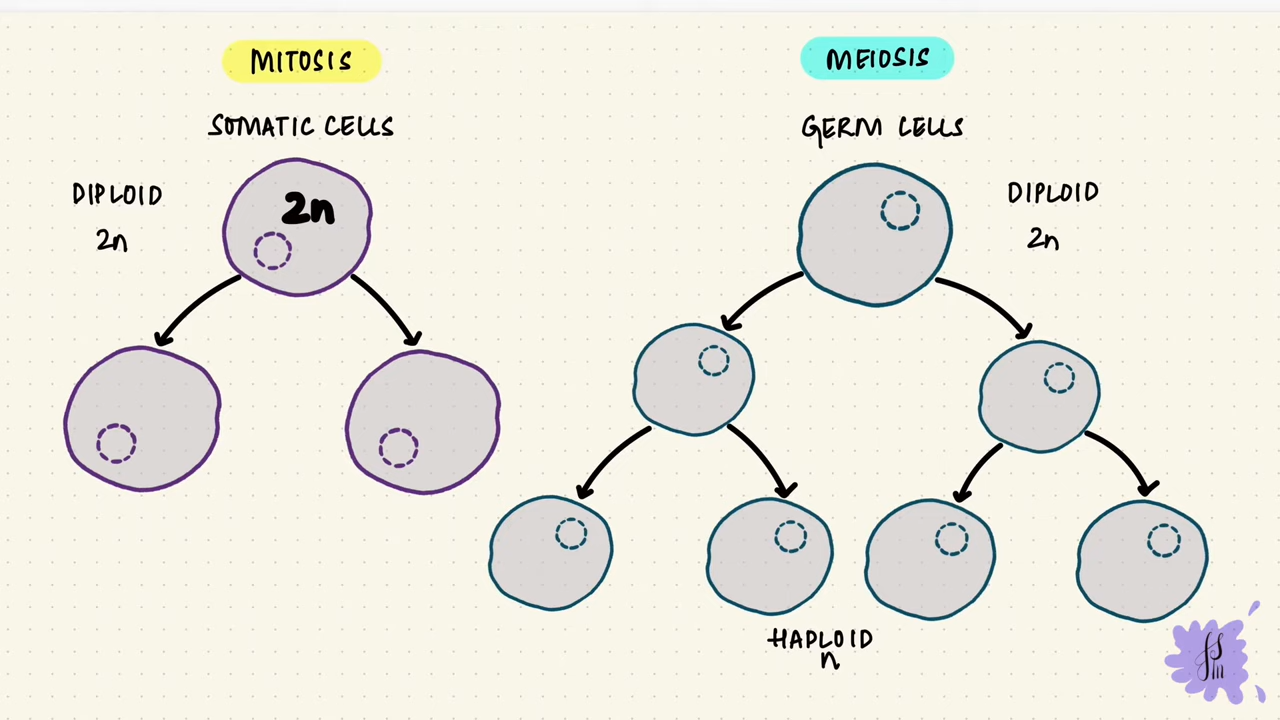 MITOSIS
SOMATIC CELLS
DIPLOID
2n
2n
MEIOSIS
GERM CELLS
DIPLOID
2n
HAPLOID
n